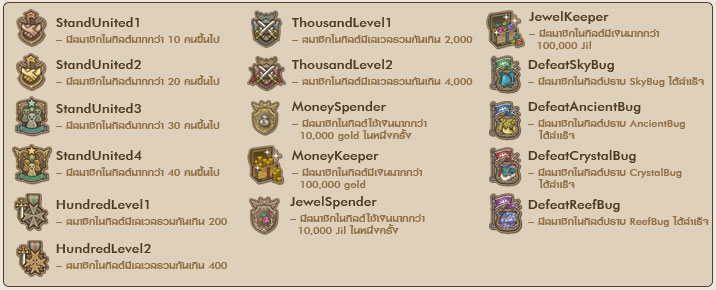 StandUnited1
– มีสมาชิกในกิลด์มากกว่า 10 คนขึ้นไป
StandUnited2
– มีสมาชิกในกิลด์มากกว่า 20 คนขึ้นไป
StandUnited3
– มีสมาชิกในกิลด์มากกว่า 30 คนขึ้นไป
StandUnited4
– มีสมาชิกในกิลด์มากกว่า 40 คนขึ้นไป
HundredLevel1
– สมาชิกในกิลด์มีเลเวลรวมกันเกิน 200
HundredLevel2
– สมาชิกในกิลด์มีเลเวลรวมกันเกิน 400
ThousandLevel1
– สมาชิกในกิลด์มีเลเวลรวมกันเกิน 2,000
ThousandLevel2
– สมาชิกในกิลด์มีเลเวลรวมกันเกิน 4,000
MoneySpender
– มีสมาชิกในกิลด์ใช้เงินมากกว่า
10,000 gold ในหนึ่งครั้ง
MoneyKeeper
– มีสมาชิกในกิลด์มีเงินมากกว่า
100,000 gold
JewelSpender
– มีสมาชิกในกิลด์ใช้เงินมากกว่า
10,000 Jil ในหนึ่งครั้ง
JewelKeeper
– มีสมาชิกในกิลด์มีเงินมากกว่า
100,000 Jil
DefeatSkyBug
– มีสมาชิกในกิลด์ปราบ SkyBug ได้สำเร็จ
DefeatAncientBug
– มีสมาชิกในกิลด์ปราบ AncientBug
ได้สำเร็จ
DefeatCrystalBug
– มีสมาชิกในกิลด์ปราบ CrystalBug
ได้สำเร็จ
DefeatReefBug
– มีสมาชิกในกิลด์ปราบ ReefBug ได้สำเร็จ